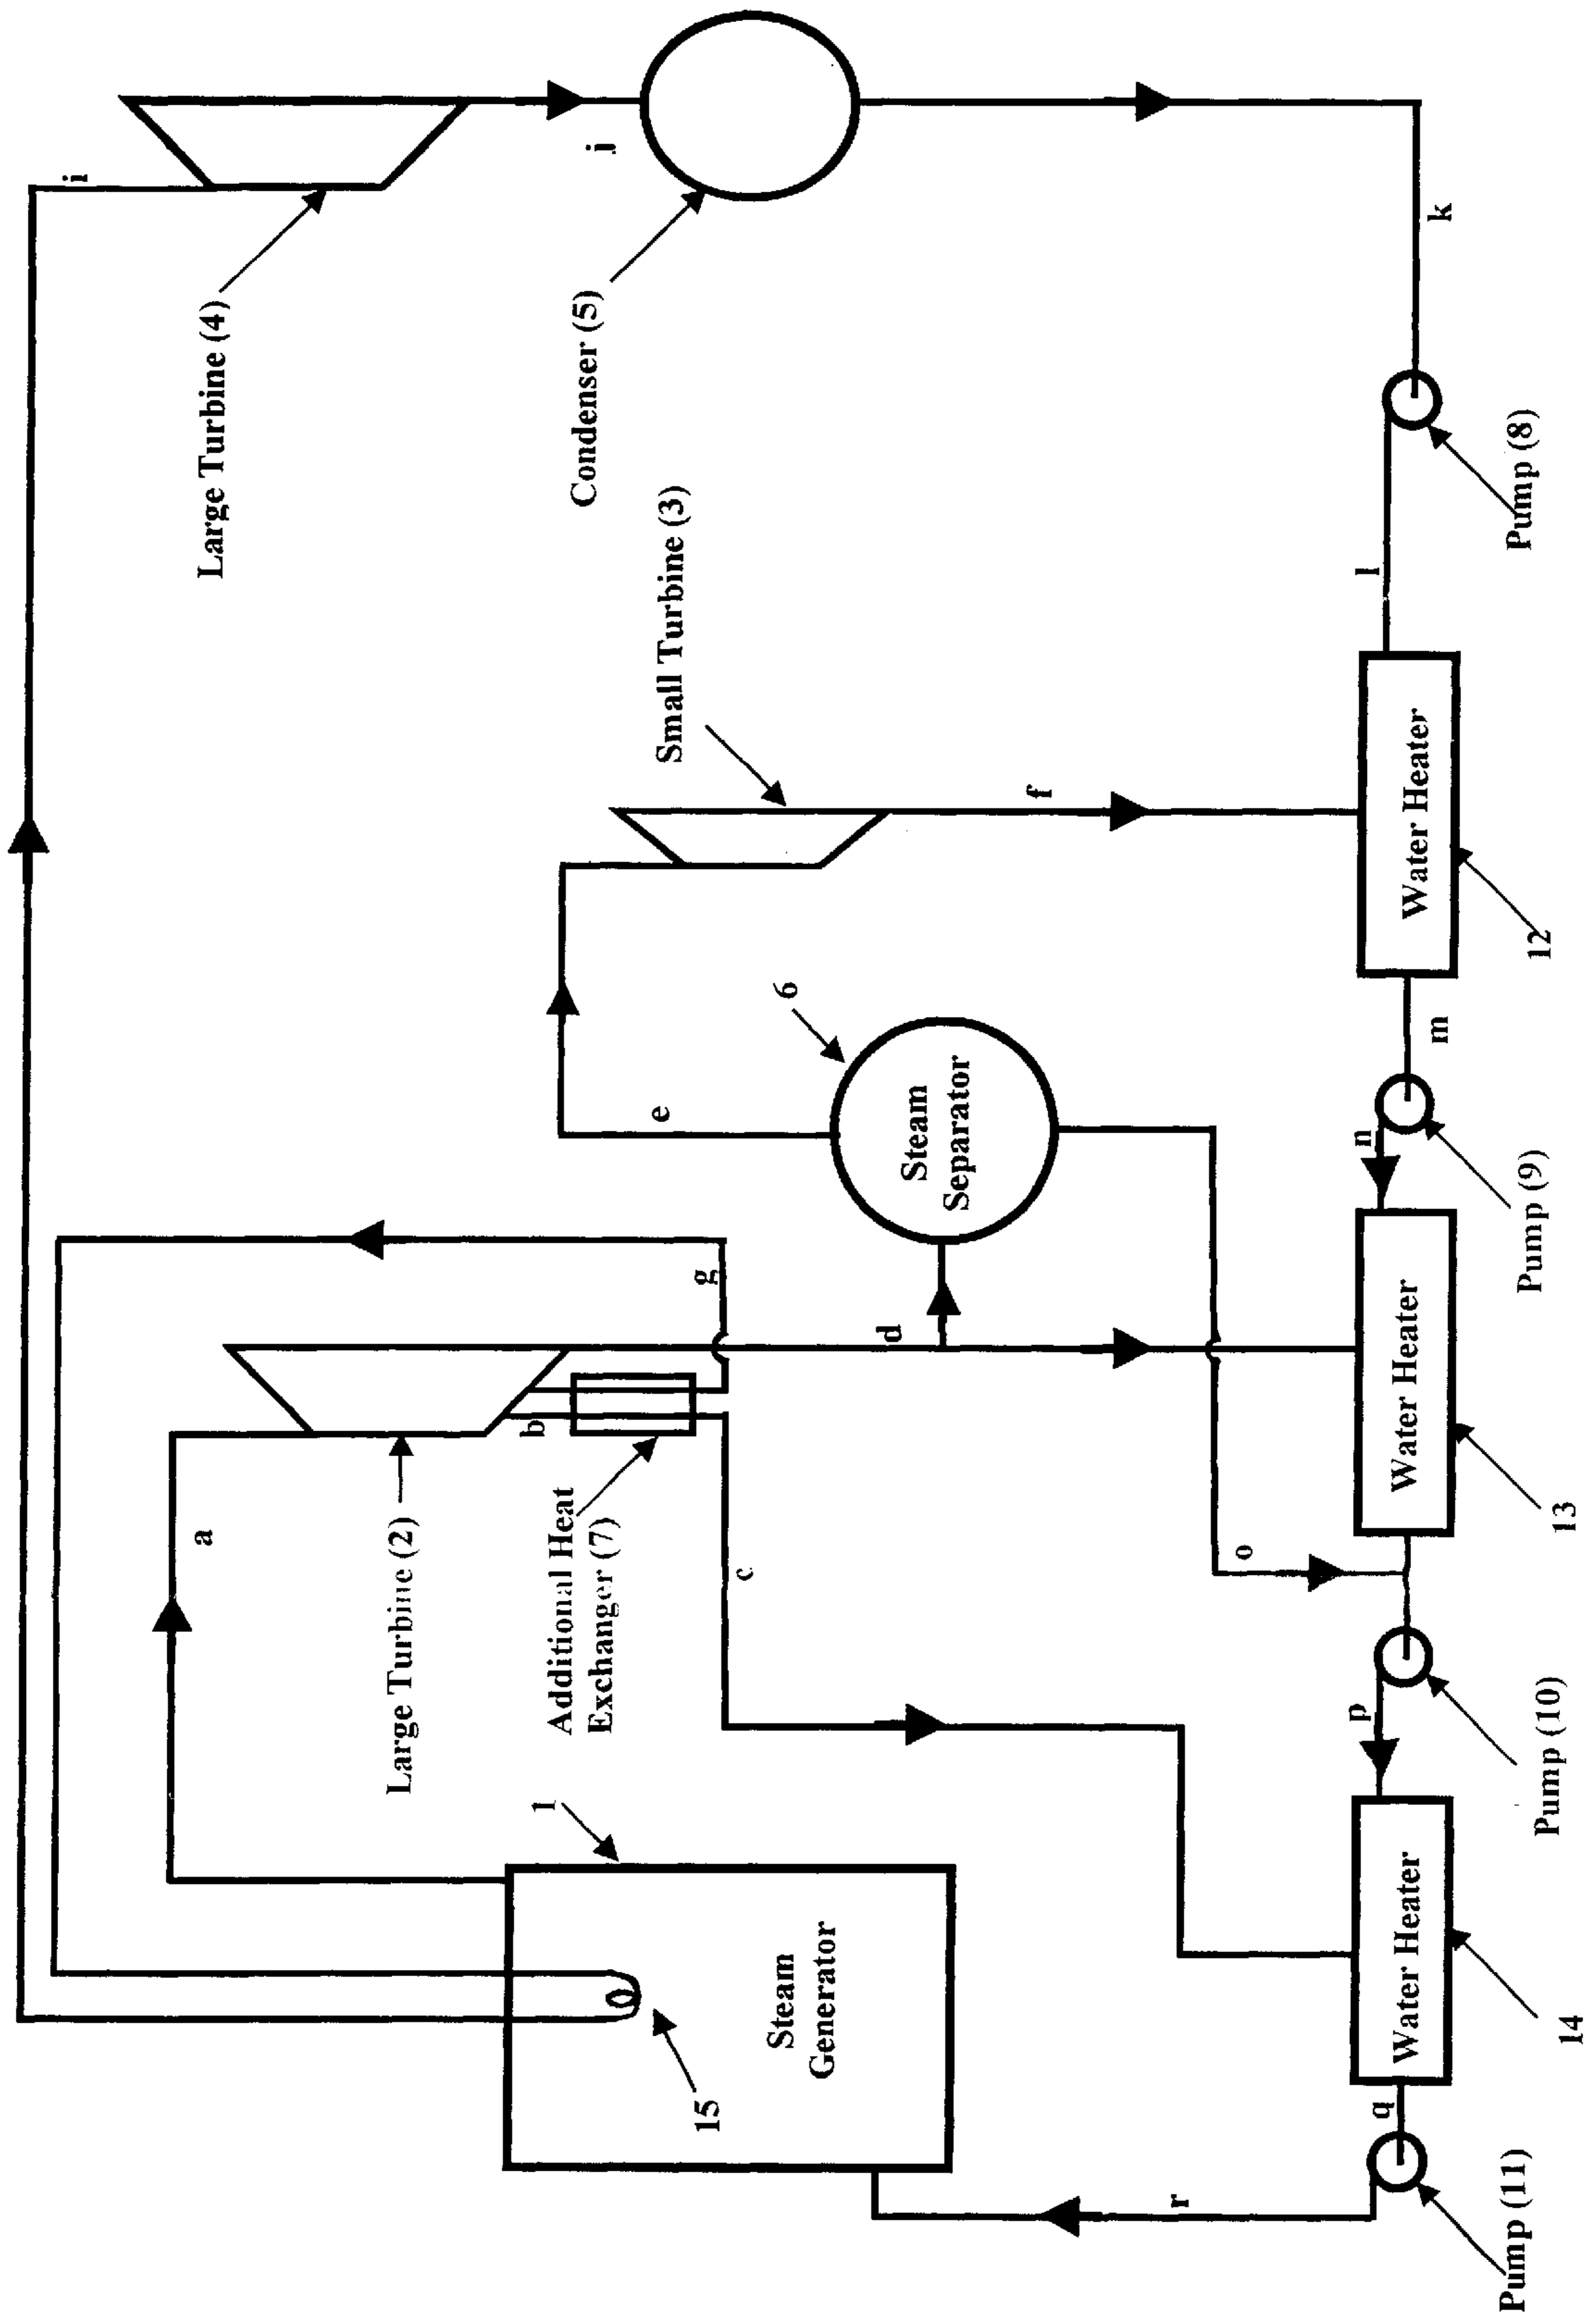 i
Large Turbine (4)
j
Condenser (5)
k
Pump (8)
l
Small Turbine (3)
f
Water Heater
12
6
e
Steam
Separator
m
n
Pump (9)
g
d
b
Water Heater
13
a
Large Turbine (2)
Additional Heat
Exchanger (7)
c
o
p
Pump (10)
1
Steam
Generator
15
Water Heater
14
q
r
Pump (11)